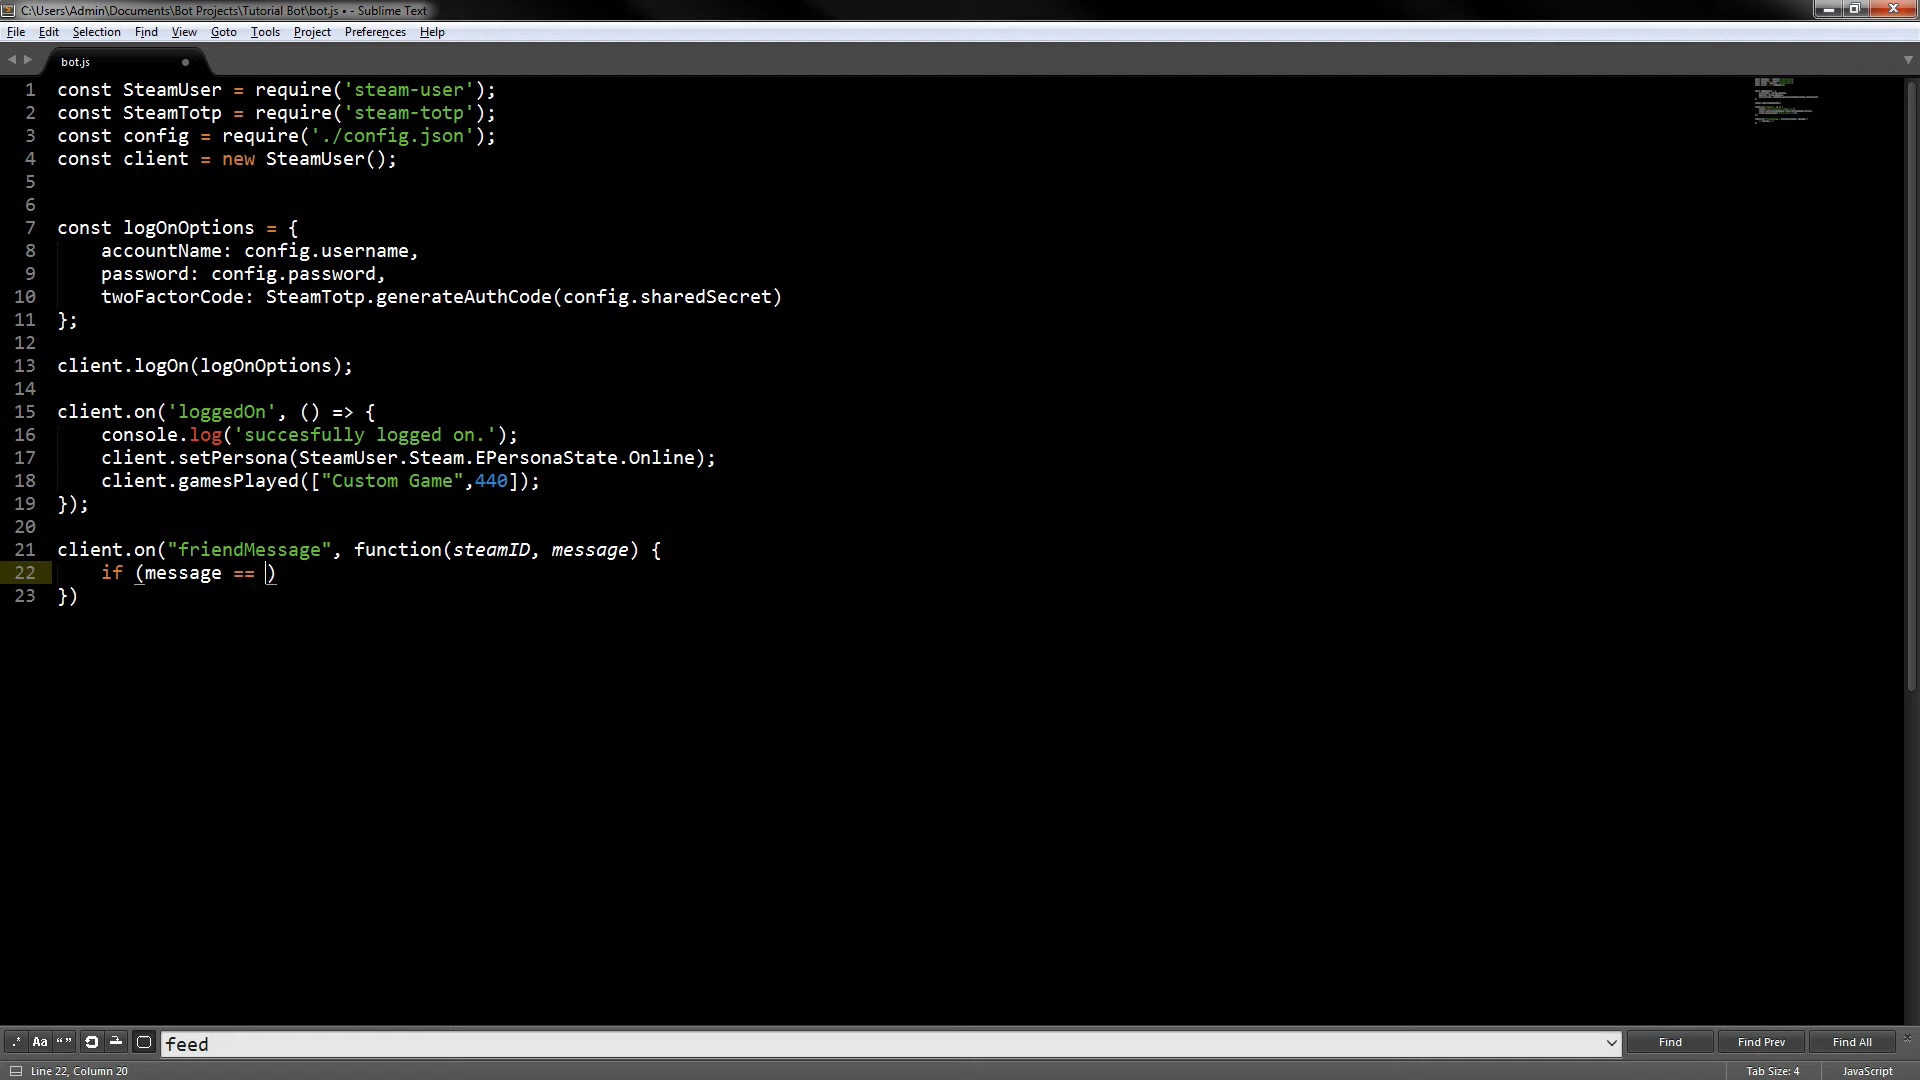 C:\Users\Admin\Documents\Bot Projects\Tutorial Bot\bot.js • - Sublime Text
File Edit Selection Find View Goto Tools Project Preferences Help
bot.js
1 const SteamUser = require('steam-user');
2 const SteamTotp = require('steam-totp');
3 const config = require('./config.json');
4 const client = new SteamUser();
5
6
7 const logOnOptions = {
8     accountName: config.username,
9     password: config.password,
10     twoFactorCode: SteamTotp.generateAuthCode(config.sharedSecret)
11 };
12
13 client.logOn(logOnOptions);
14
15 client.on('loggedOn', () => {
16     console.log('succesfully logged on.');
17     client.setPersona(SteamUser.Steam.EPersonaState.Online);
18     client.gamesPlayed(["Custom Game",440]);
19 });
20
21 client.on("friendMessage", function(steamID, message) {
22     if (message == )
23 })
.* Aa “” feed Find Find Prev Find All
Line 22, Column 20 Tab Size: 4 JavaScript